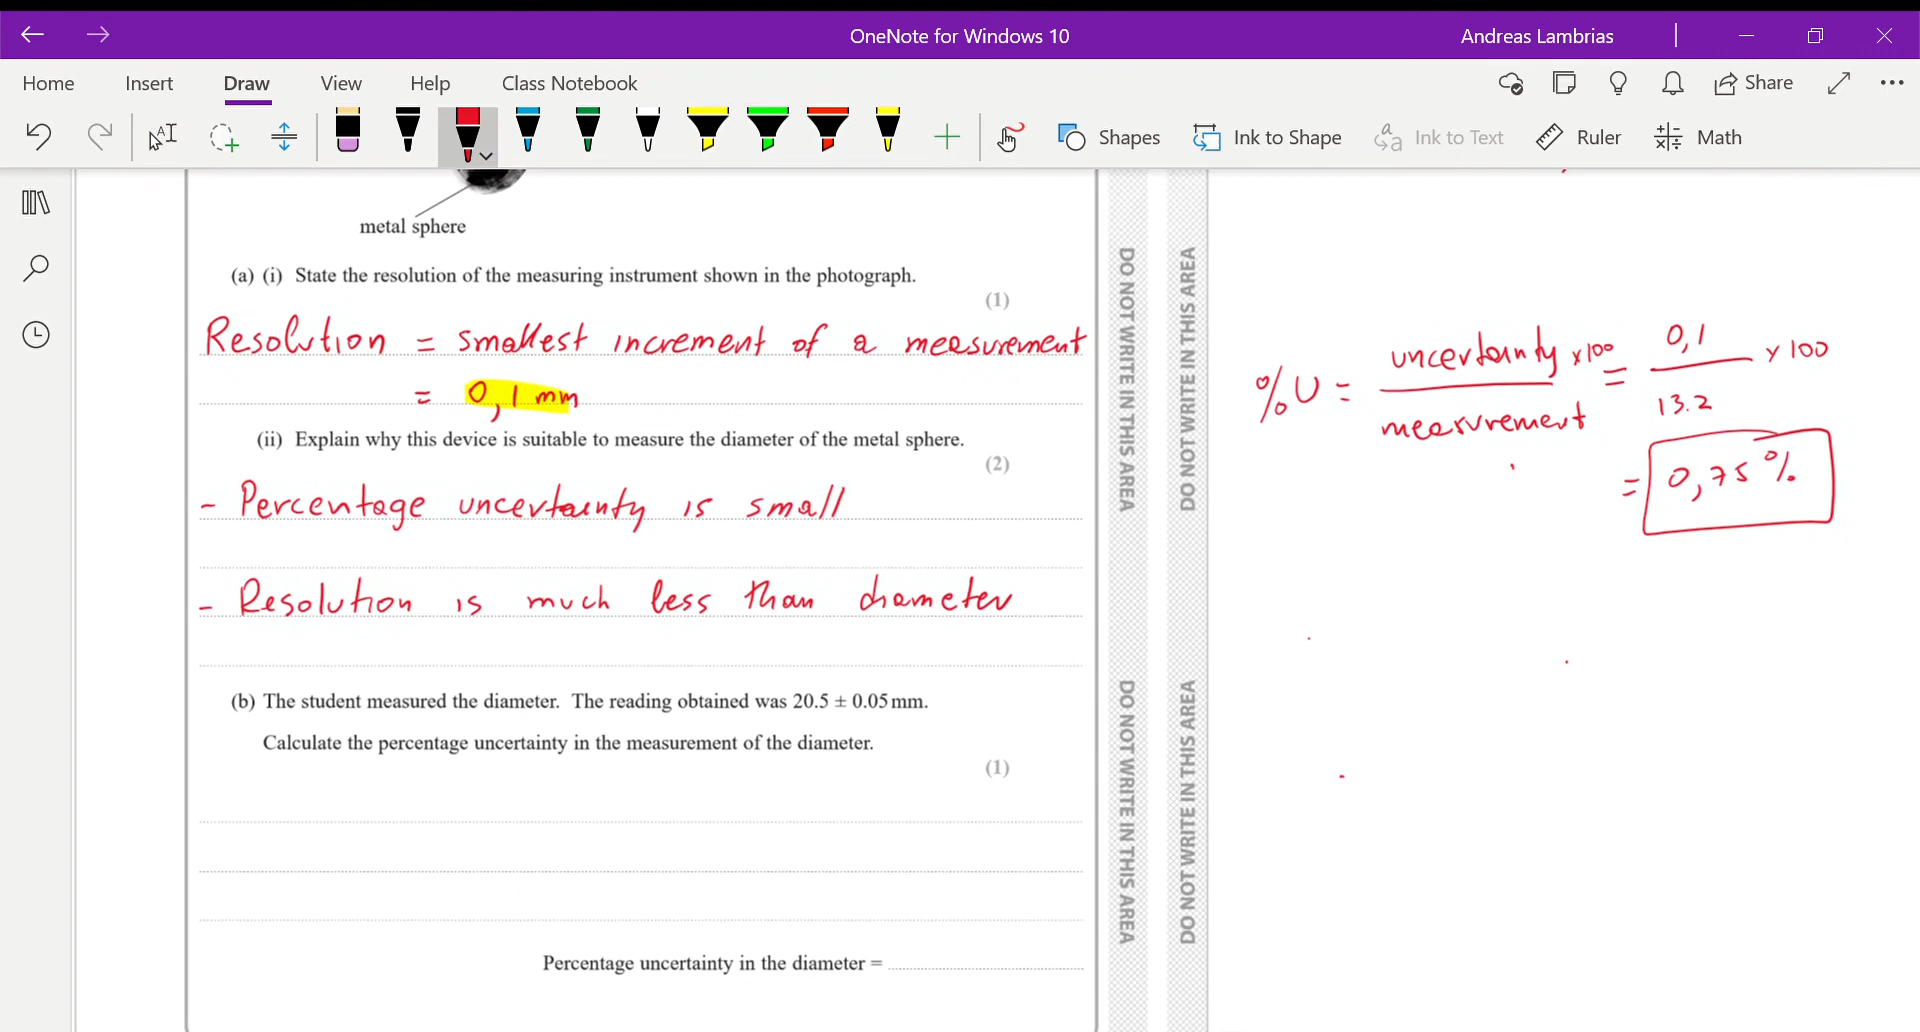 OneNote for Windows 10
Andreas Lambrias
Home Insert Draw View Help Class Notebook
Share
Shapes Ink to Shape Ink to Text Ruler Math
metal sphere
(a) (i) State the resolution of the measuring instrument shown in the photograph.
(1)
Resolution = smallest increment of a measurement
= 0,1 mm
(ii) Explain why this device is suitable to measure the diameter of the metal sphere.
(2)
- Percentage uncertainty is small
- Resolution is much less than diameter
(b) The student measured the diameter. The reading obtained was 20.5 ± 0.05 mm.
Calculate the percentage uncertainty in the measurement of the diameter.
(1)
Percentage uncertainty in the diameter =
DO NOT WRITE IN THIS AREA
DO NOT WRITE IN THIS AREA
DO NOT WRITE IN THIS AREA
DO NOT WRITE IN THIS AREA
%U = uncertainty x100 / measurement = 0,1 / 13.2 x 100
= 0,75%